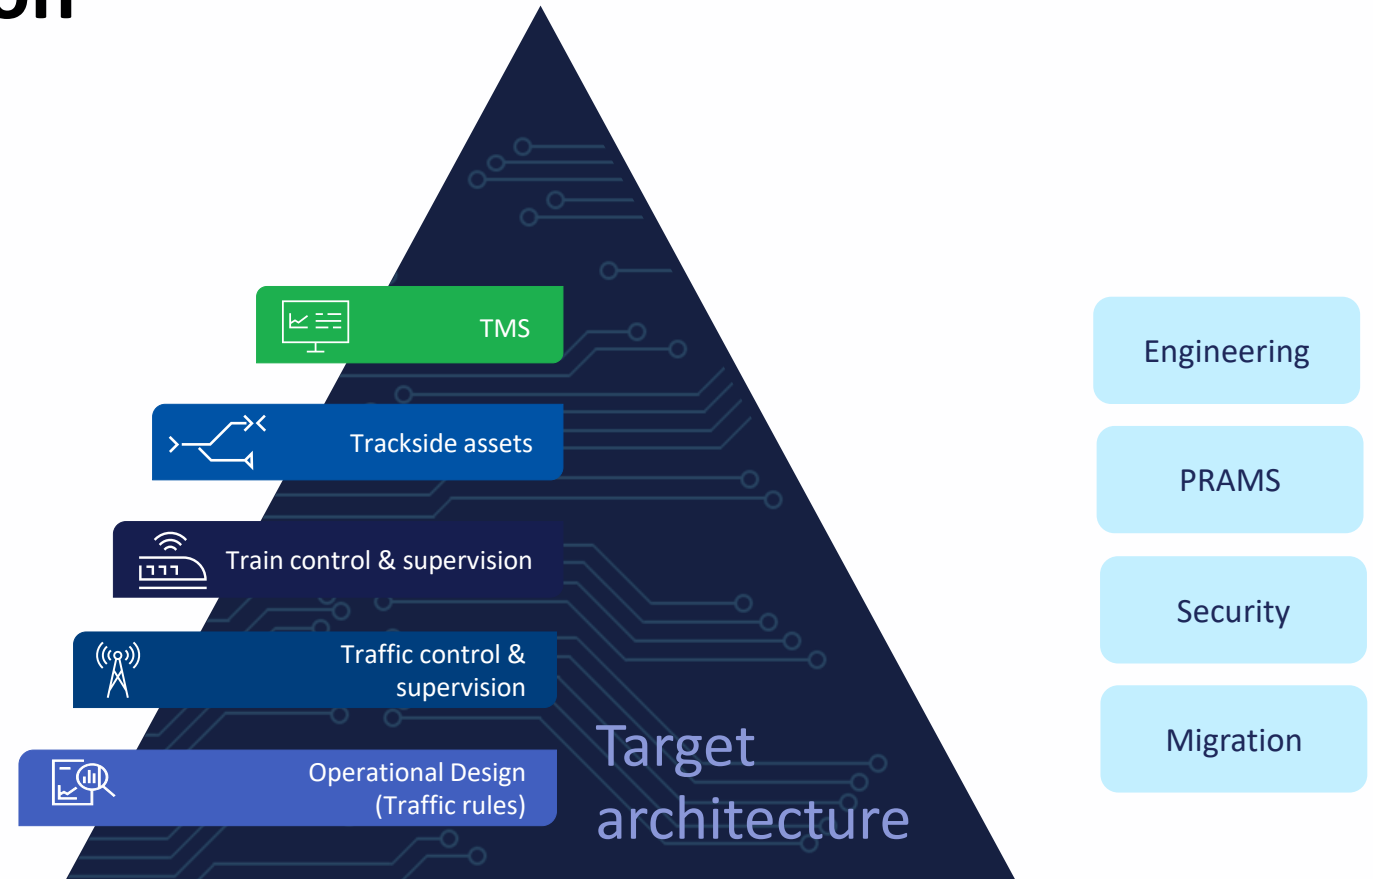 TMS
Trackside assets
Train control & supervision
Traffic control &
supervision
Operational Design
(Traffic rules)
Target
architecture
Engineering
PRAMS
Security
Migration